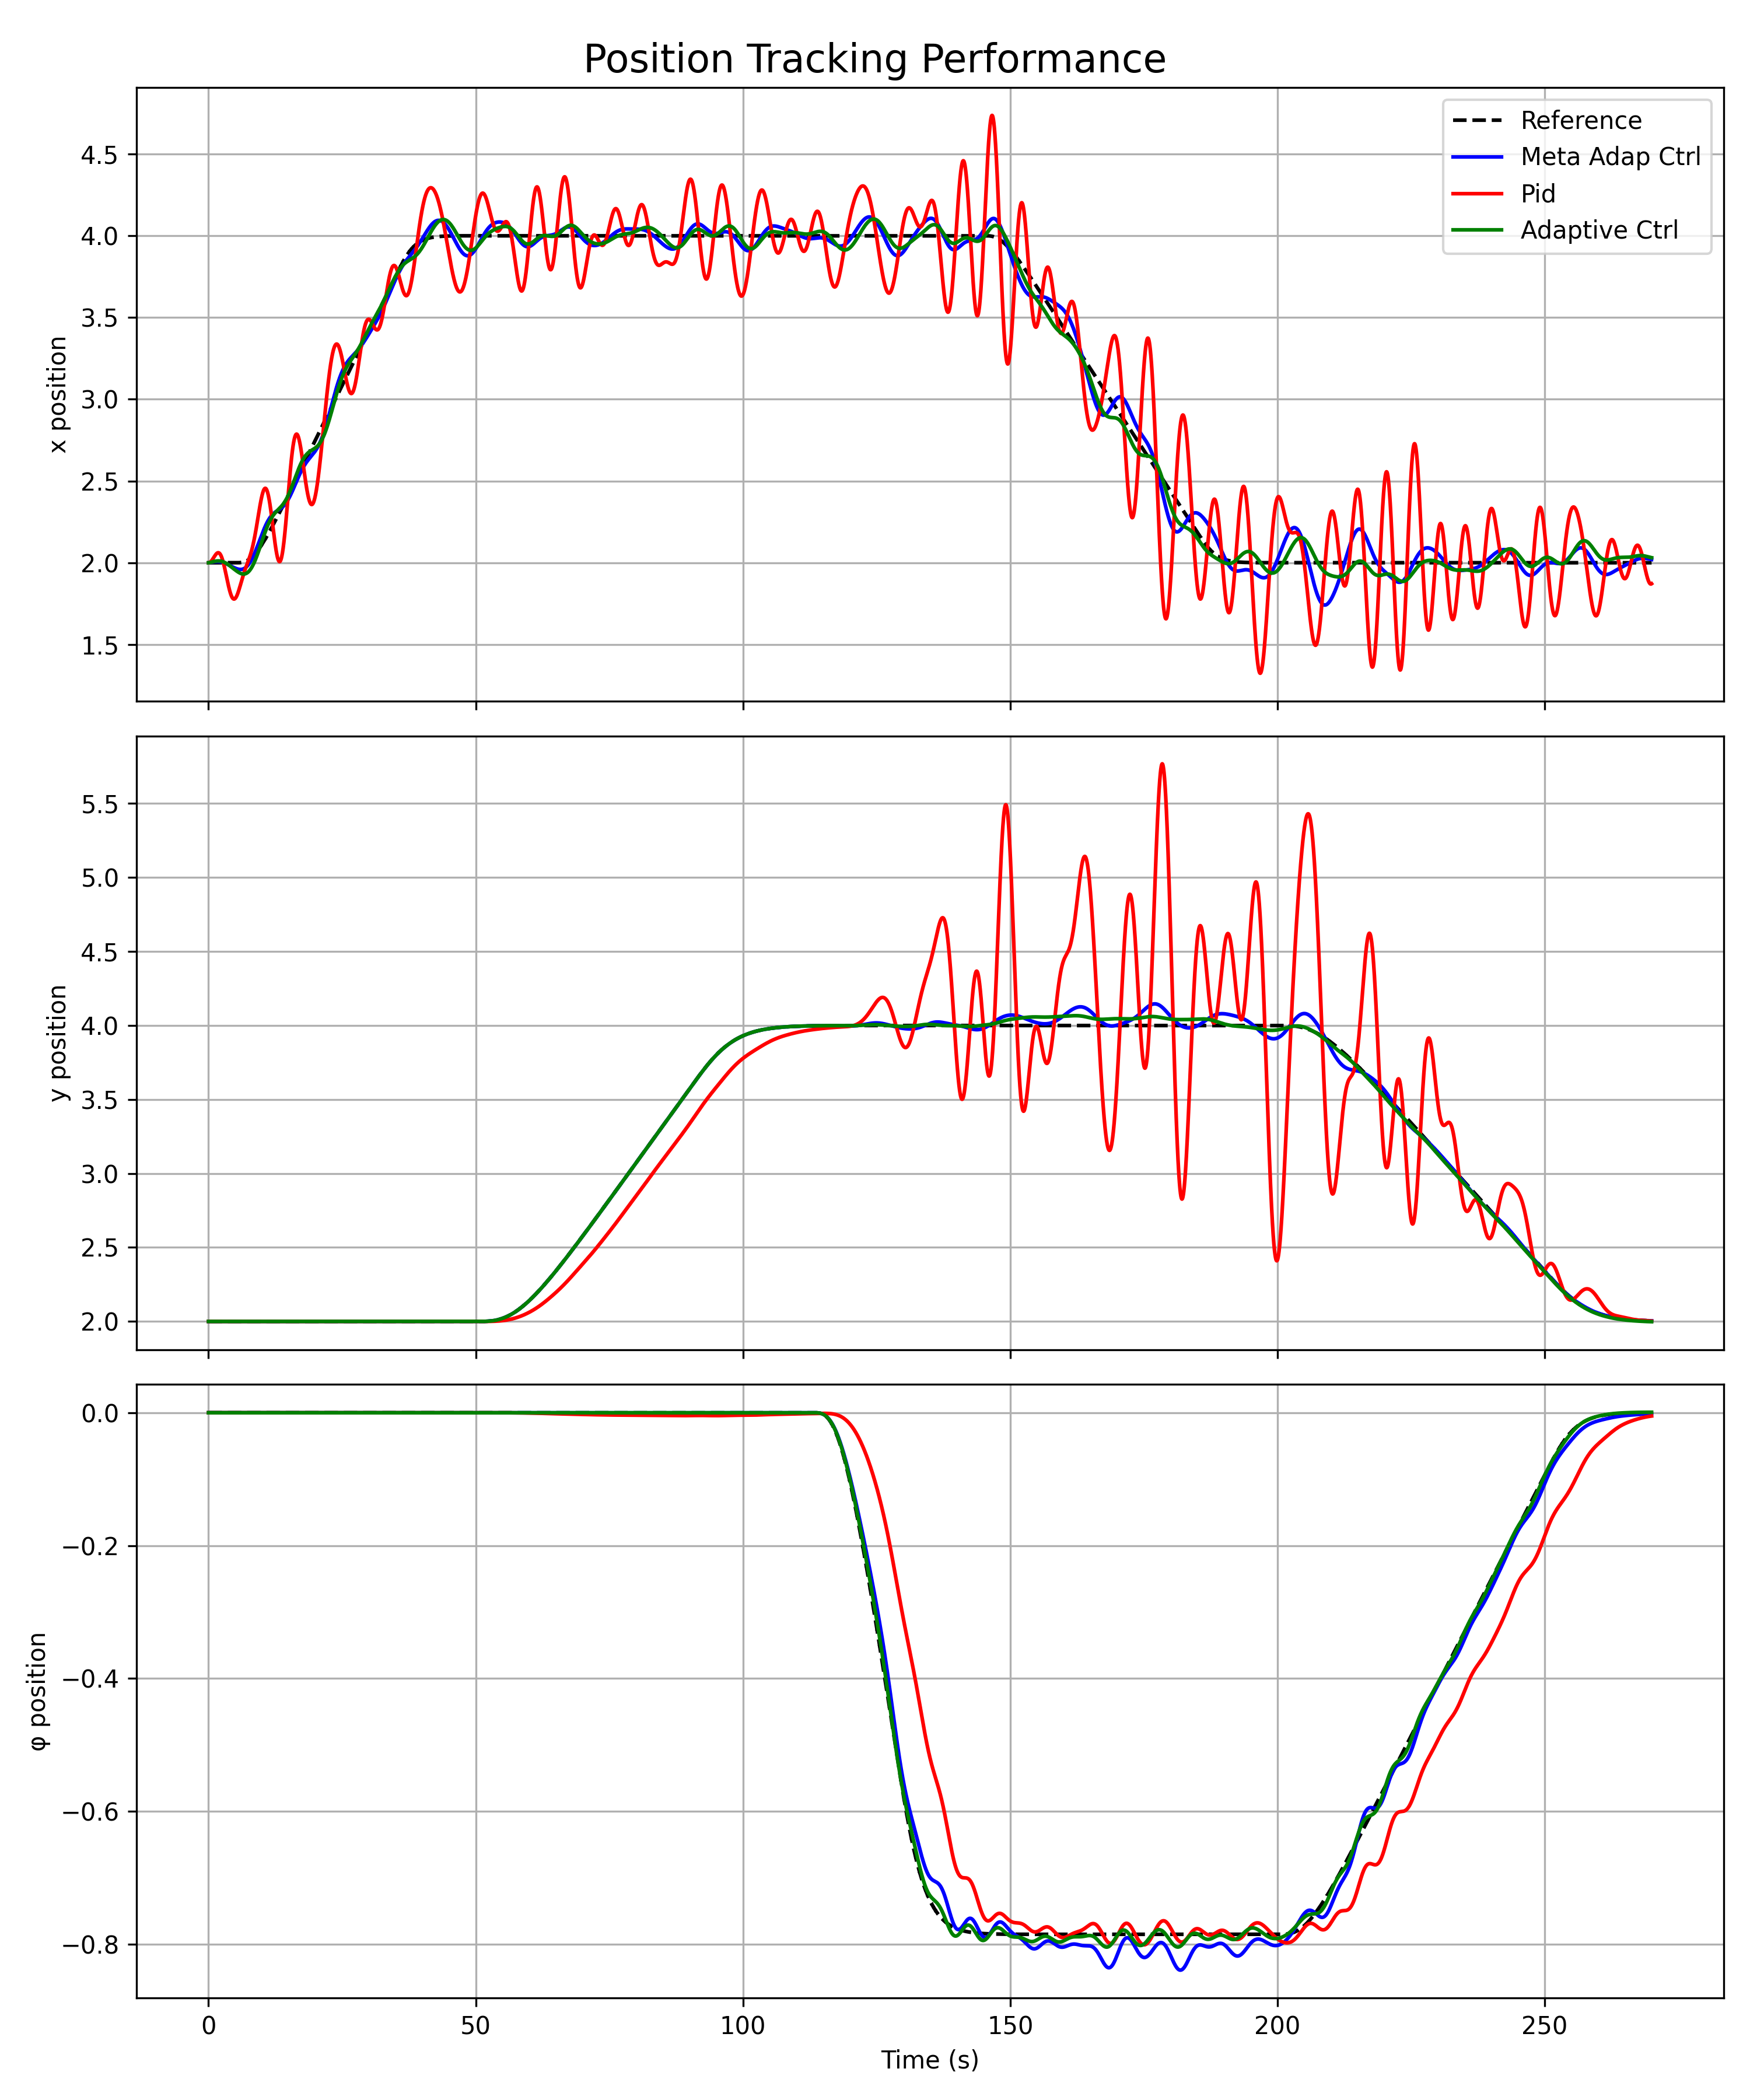 Position Tracking Performance
Reference
Meta Adap Ctrl
Pid
Adaptive Ctrl
4.5
4.0
3.5
3.0
2.5
2.0
1.5
x position
5.5
5.0
4.5
4.0
3.5
3.0
2.5
2.0
y position
0.0
−0.2
−0.4
−0.6
−0.8
φ position
0 50 100 150 200 250
Time (s)